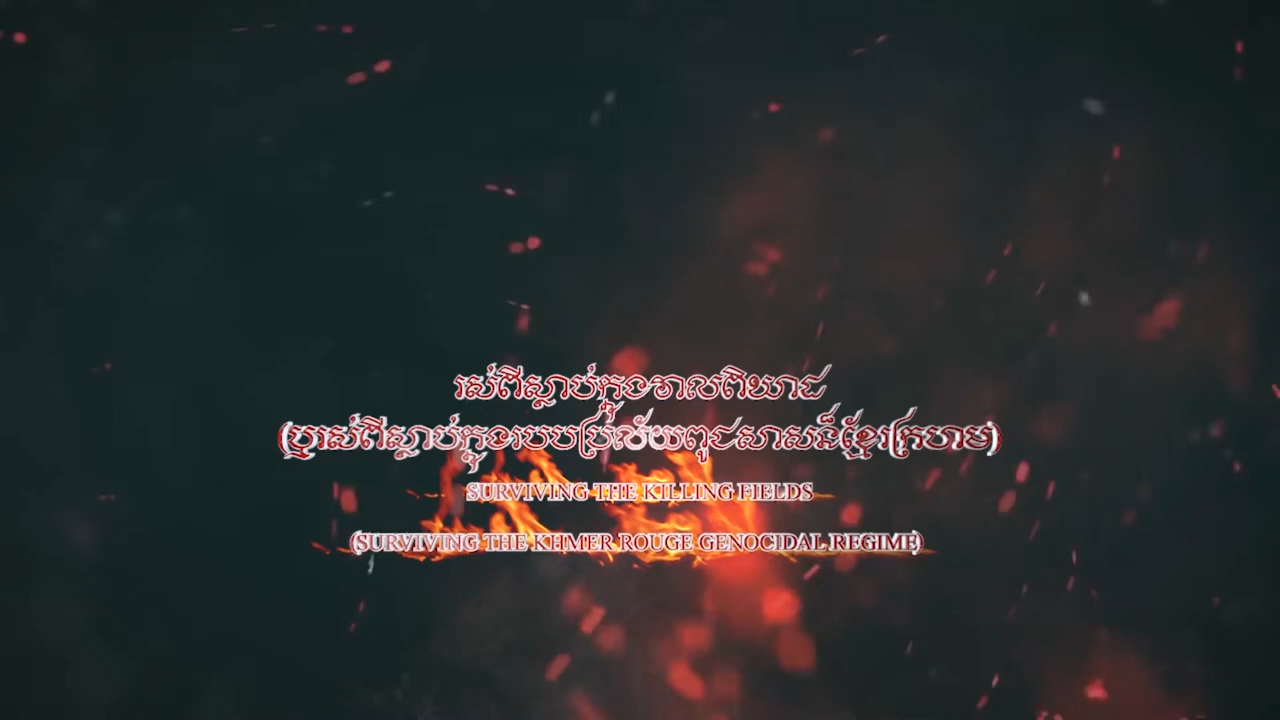 រស់ពីស្លាប់ក្នុងវាលពិឃាដ
(ឬរស់ពីស្លាប់ក្នុងរបបប្រល័យពូជសាសន៍ខ្មែរក្រហម)
SURVIVING THE KILLING FIELDS
(SURVIVING THE KHMER ROUGE GENOCIDAL REGIME)